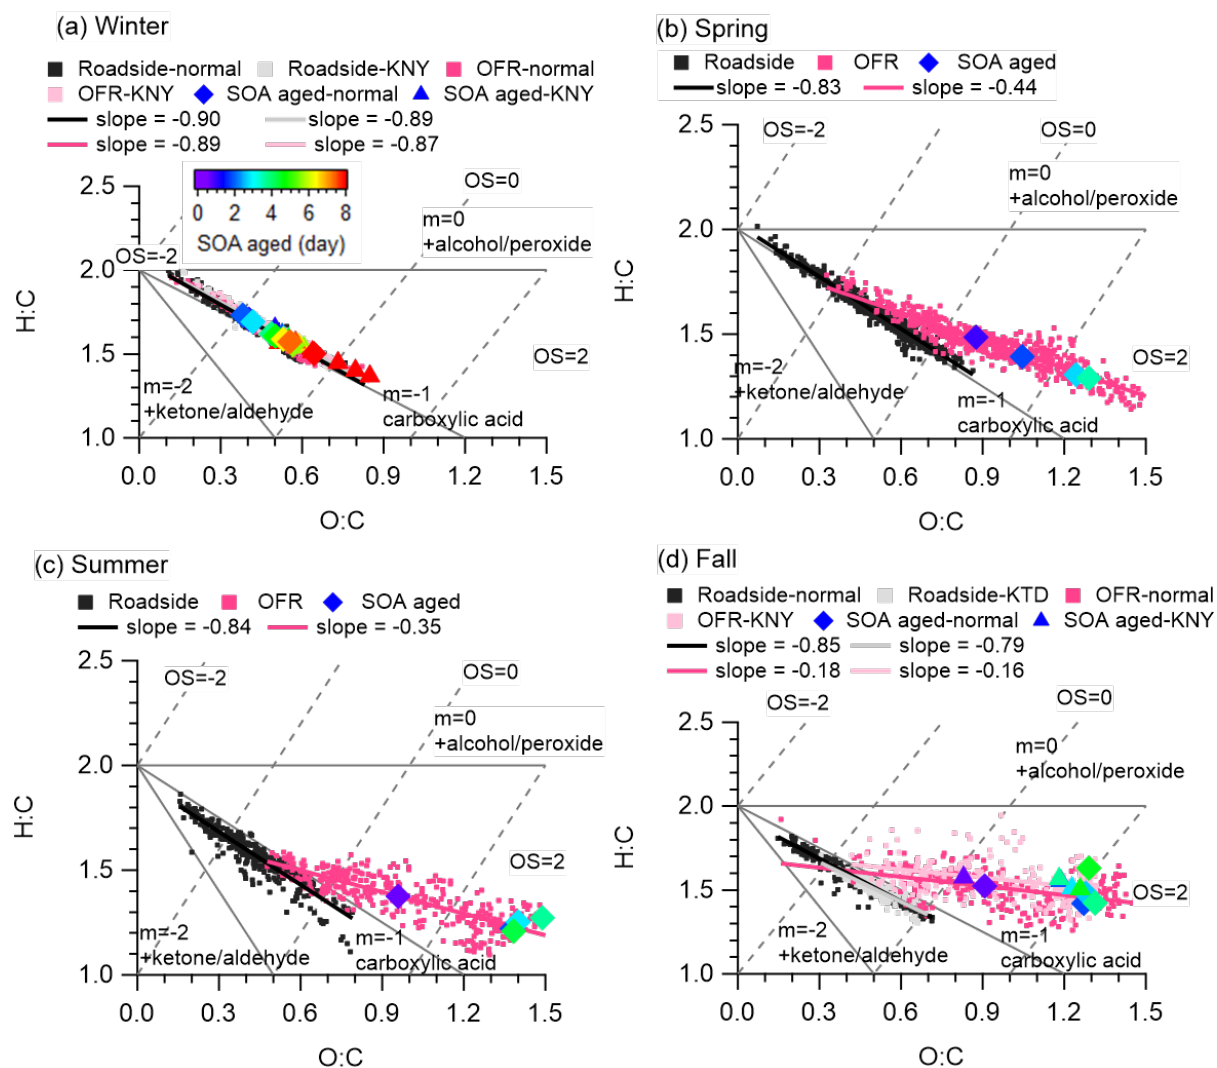 (a) Winter
Roadside-normal Roadside-KNY OFR-normal
OFR-KNY SOA aged-normal SOA aged-KNY
slope = -0.90 slope = -0.89
slope = -0.89 slope = -0.87
0 2 4 6 8
SOA aged (day)
2.5
2.0
1.5
1.0
H:C
OS=-2
OS=0
m=0
+alcohol/peroxide
OS=2
m=-2
+ketone/aldehyde
m=-1
carboxylic acid
0.0 0.3 0.6 0.9 1.2 1.5
O:C
(b) Spring
Roadside OFR SOA aged
slope = -0.83 slope = -0.44
2.5
2.0
1.5
1.0
H:C
OS=-2
OS=0
m=0
+alcohol/peroxide
OS=2
m=-2
+ketone/aldehyde
m=-1
carboxylic acid
0.0 0.3 0.6 0.9 1.2 1.5
O:C
(c) Summer
Roadside OFR SOA aged
slope = -0.84 slope = -0.35
2.5
2.0
1.5
1.0
H:C
OS=-2
OS=0
m=0
+alcohol/peroxide
OS=2
m=-2
+ketone/aldehyde
m=-1
carboxylic acid
0.0 0.3 0.6 0.9 1.2 1.5
O:C
(d) Fall
Roadside-normal Roadside-KTD OFR-normal
OFR-KNY SOA aged-normal SOA aged-KNY
slope = -0.85 slope = -0.79
slope = -0.18 slope = -0.16
2.5
2.0
1.5
1.0
H:C
OS=-2
OS=0
m=0
+alcohol/peroxide
OS=2
m=-2
+ketone/aldehyde
m=-1
carboxylic acid
0.0 0.3 0.6 0.9 1.2 1.5
O:C